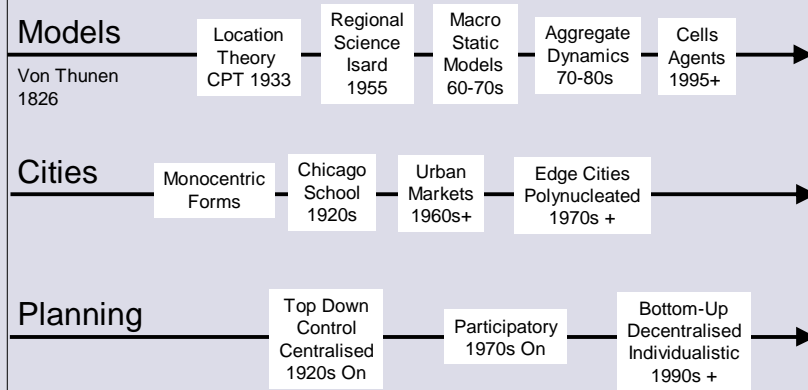 Models
Von Thunen
1826
Location
Theory
CPT 1933
Regional
Science
Isard
1955
Macro
Static
Models
60-70s
Aggregate
Dynamics
70-80s
Cells
Agents
1995+
Cities
Monocentric
Forms
Chicago
School
1920s
Urban
Markets
1960s+
Edge Cities
Polynucleated
1970s +
Planning
Top Down
Control
Centralised
1920s On
Participatory
1970s On
Bottom-Up
Decentralised
Individualistic
1990s +